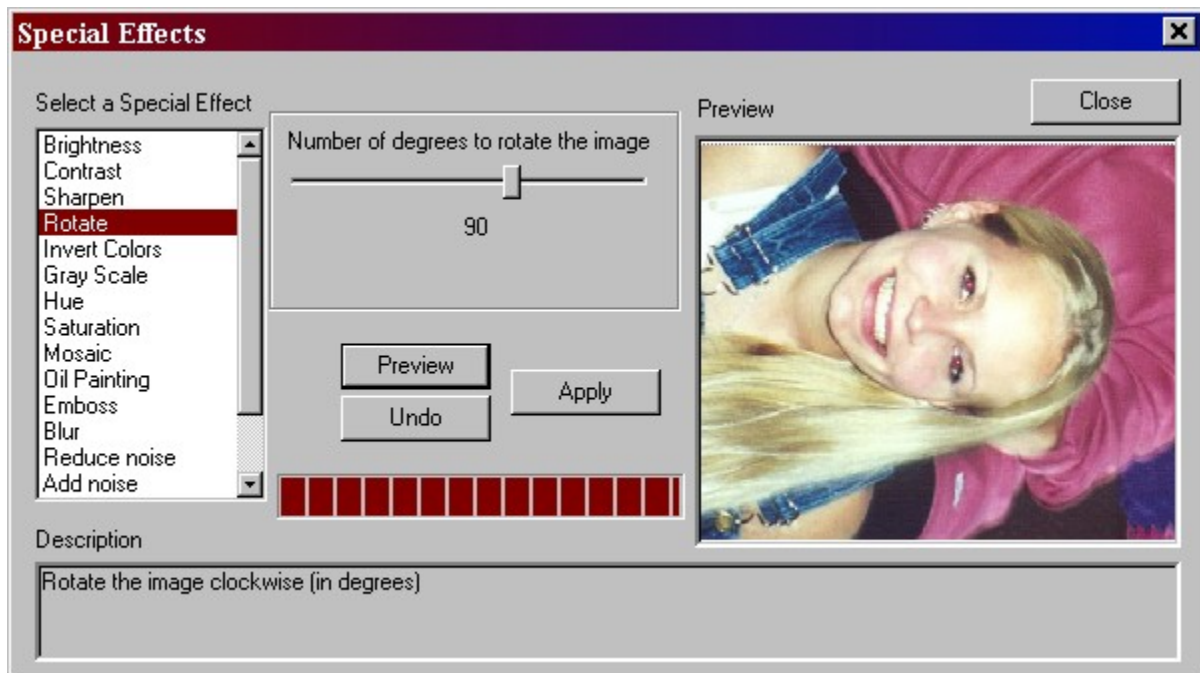 Special Effects
Select a Special Effect
Brightness
Contrast
Sharpen
Rotate
Invert Colors
Gray Scale
Hue
Saturation
Mosaic
Oil Painting
Emboss
Blur
Reduce noise
Add noise
Number of degrees to rotate the image
90
Preview
Undo
Apply
Preview
Close
Description
Rotate the image clockwise (in degrees)